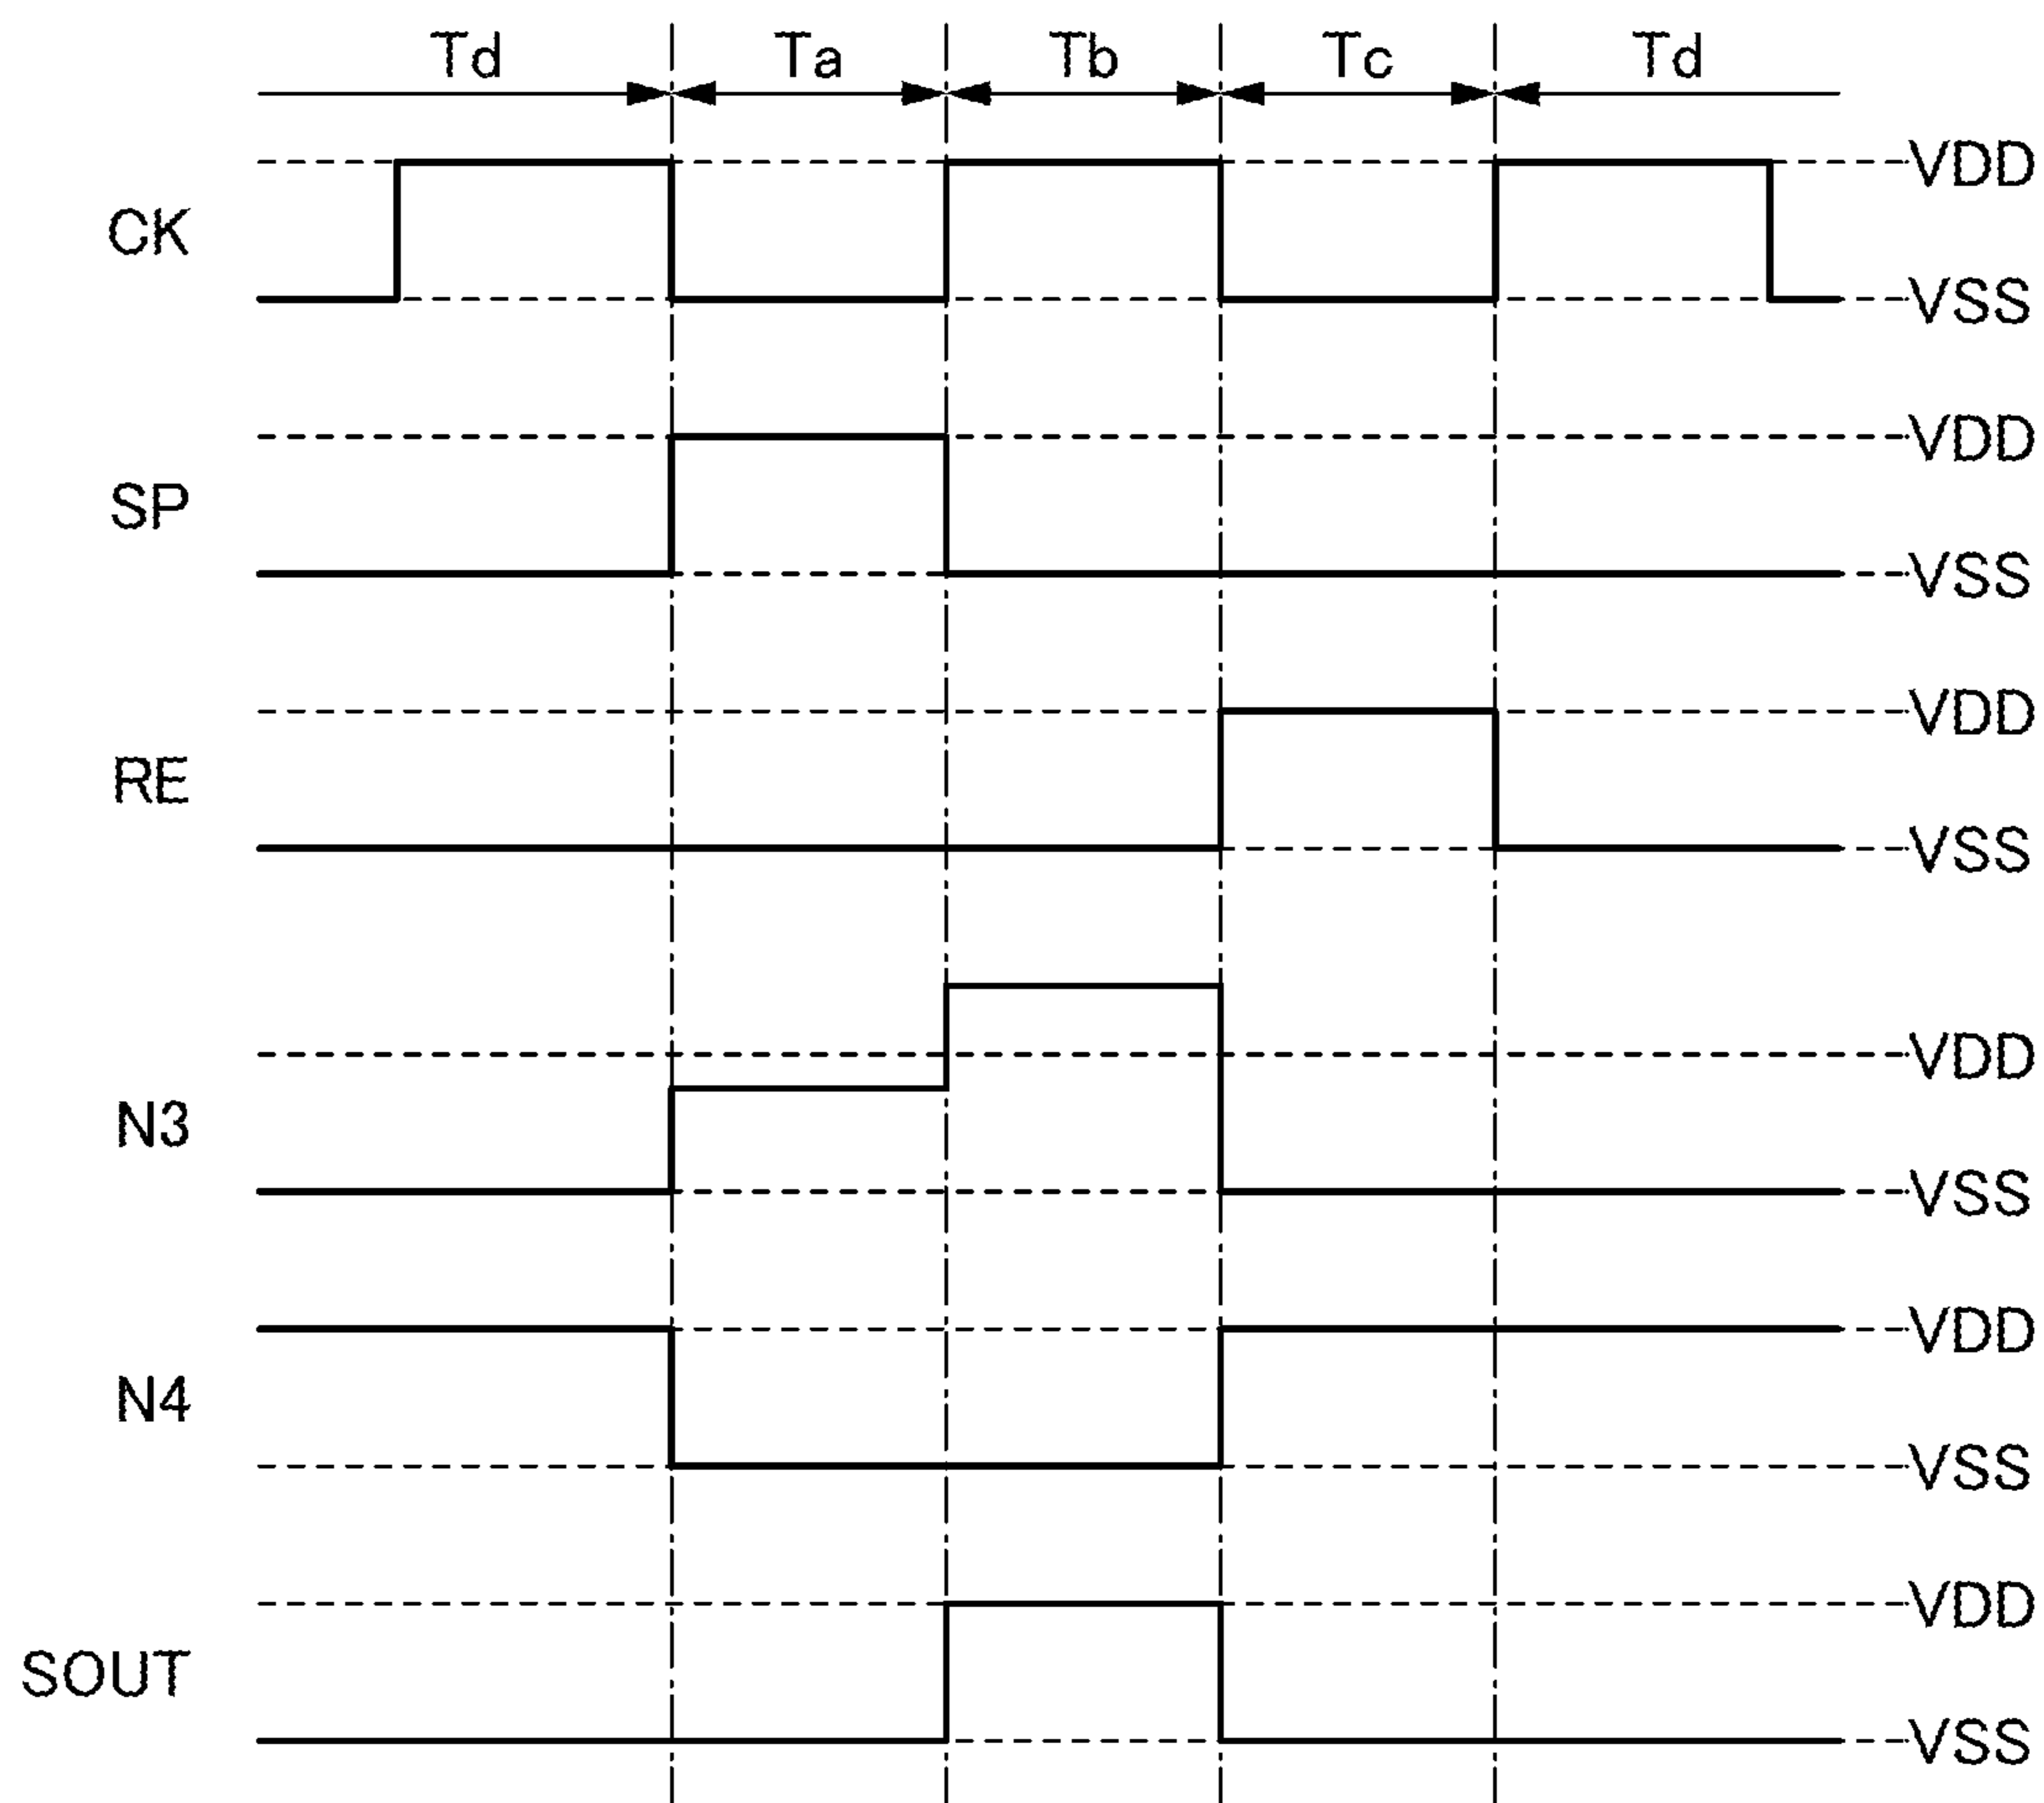 Td Ta Tb Tc Td
VDD
CK
VSS
VDD
SP
VSS
VDD
RE
VSS
VDD
N3
VSS
VDD
N4
VSS
VDD
SOUT
VSS